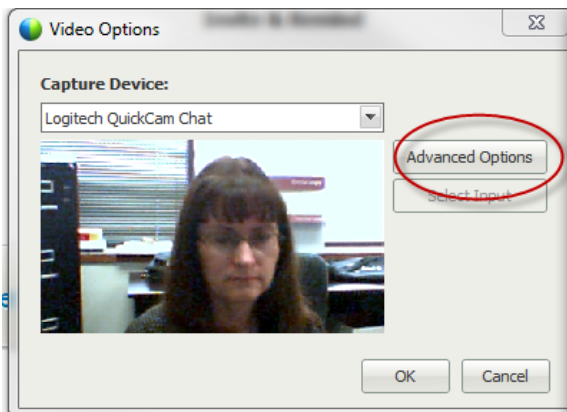 Video Options
Capture Device:
Logitech QuickCam Chat
Advanced Options
Select Input
OK
Cancel